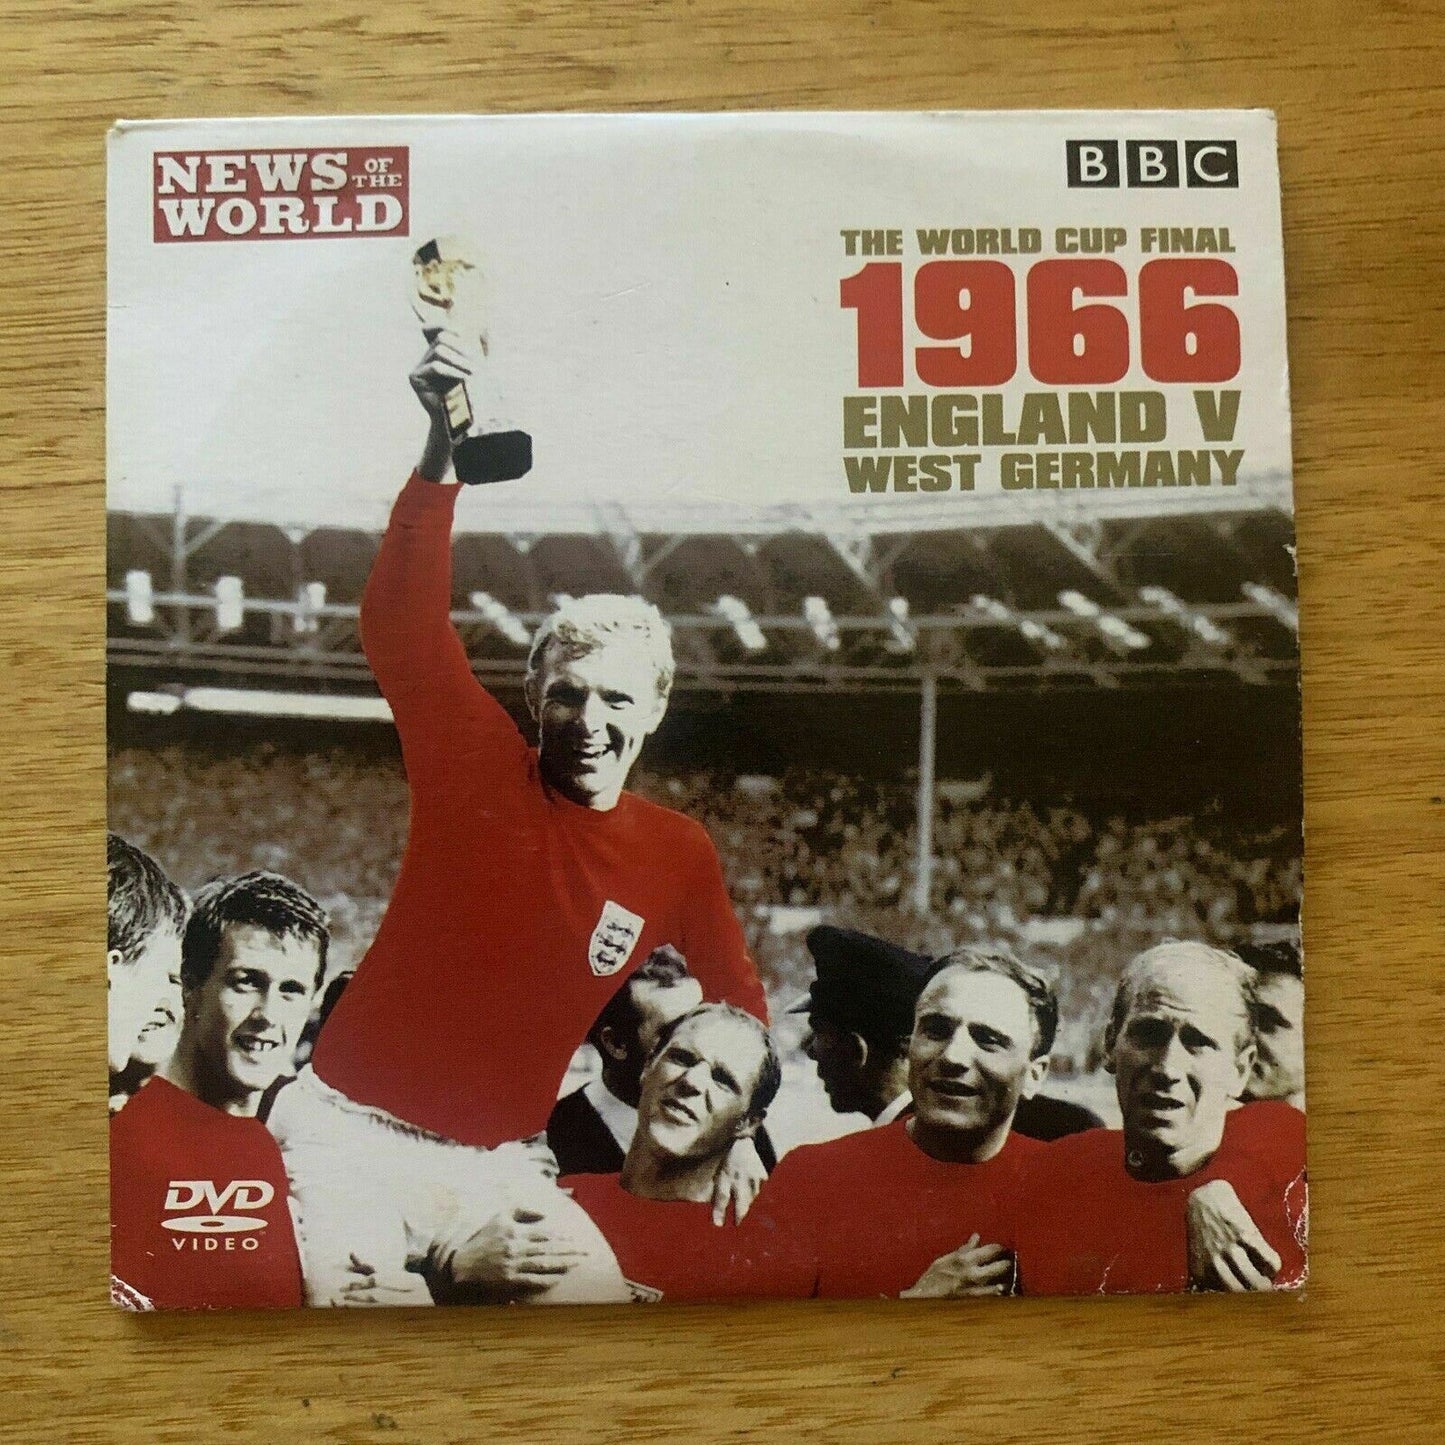 NEWS OF THE
WORLD
BBC
THE WORLD CUP FINAL
1966
ENGLAND V
WEST GERMANY
DVD
VIDEO